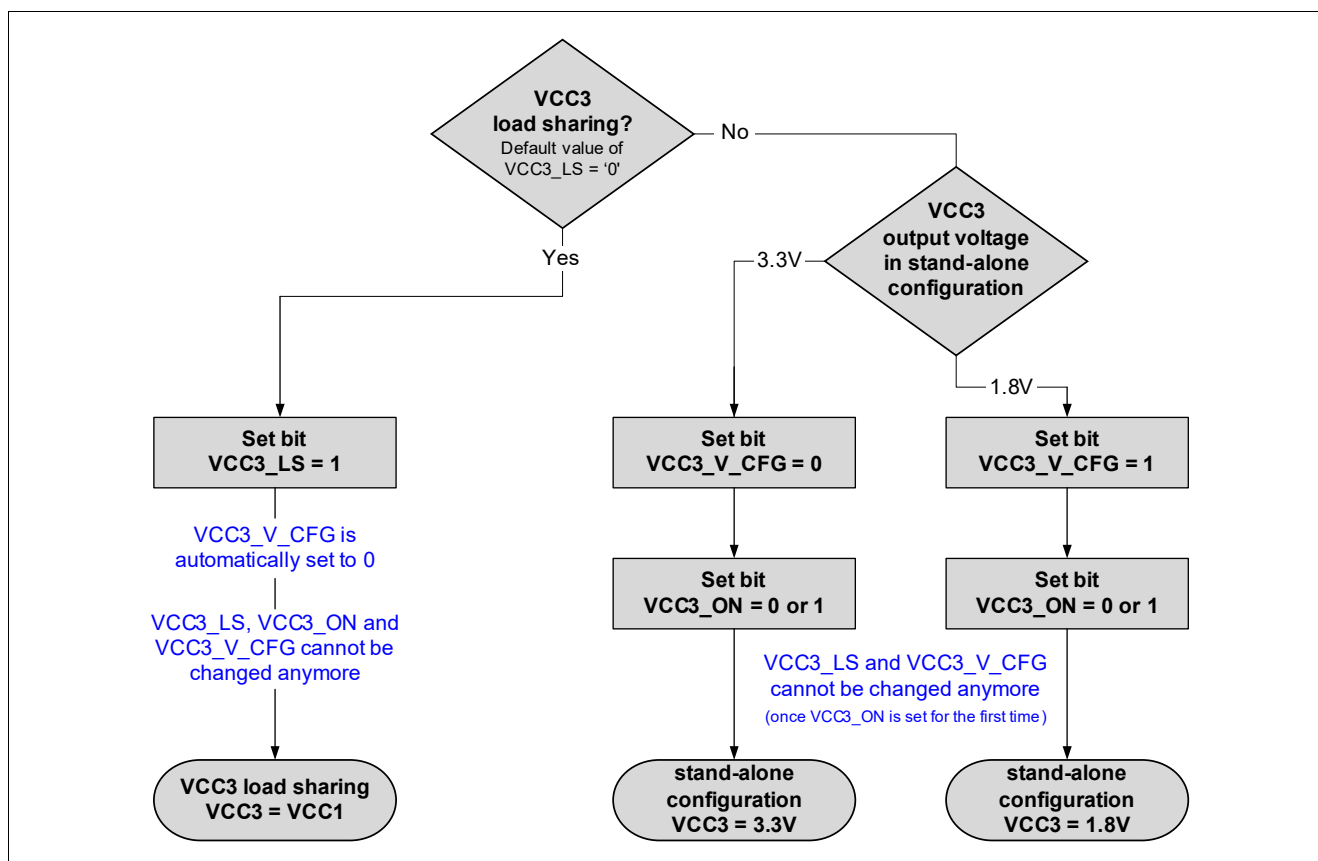 VCC3
load sharing?
Default value of
VCC3_LS = ‘0'
No
Yes
VCC3
output voltage
in stand-alone
configuration
3.3V
1.8V
Set bit
VCC3_LS = 1
Set bit
VCC3_V_CFG = 0
Set bit
VCC3_V_CFG = 1
VCC3_V_CFG is
automatically set to 0
Set bit
VCC3_ON = 0 or 1
Set bit
VCC3_ON = 0 or 1
VCC3_LS, VCC3_ON and
VCC3_V_CFG cannot be
changed anymore
VCC3_LS and VCC3_V_CFG
cannot be changed anymore
(once VCC3_ON is set for the first time)
VCC3 load sharing
VCC3 = VCC1
stand-alone
configuration
VCC3 = 3.3V
stand-alone
configuration
VCC3 = 1.8V